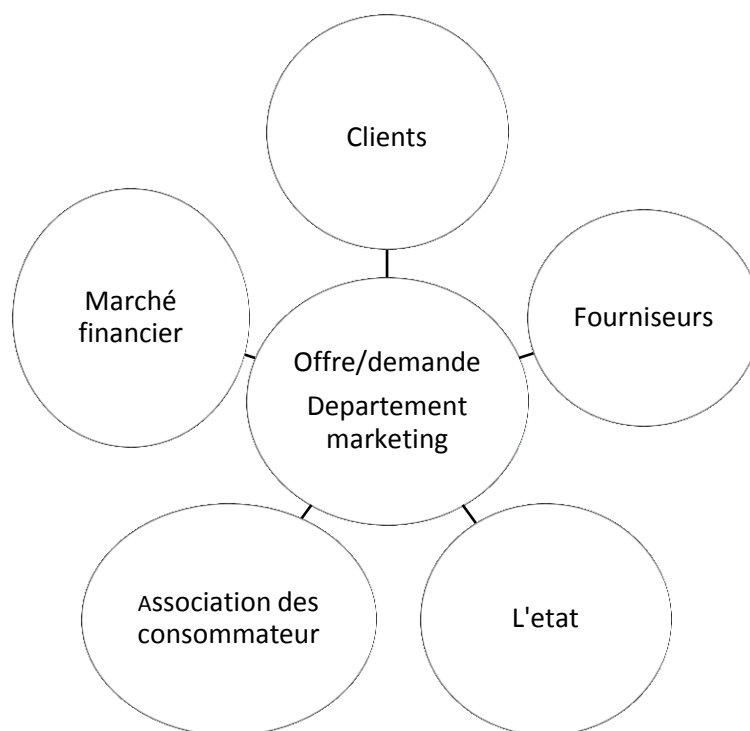 Clients
Marché
financier
Fourniseurs
Offre/demande
Departement
marketing
Association des
consommateur
L'etat